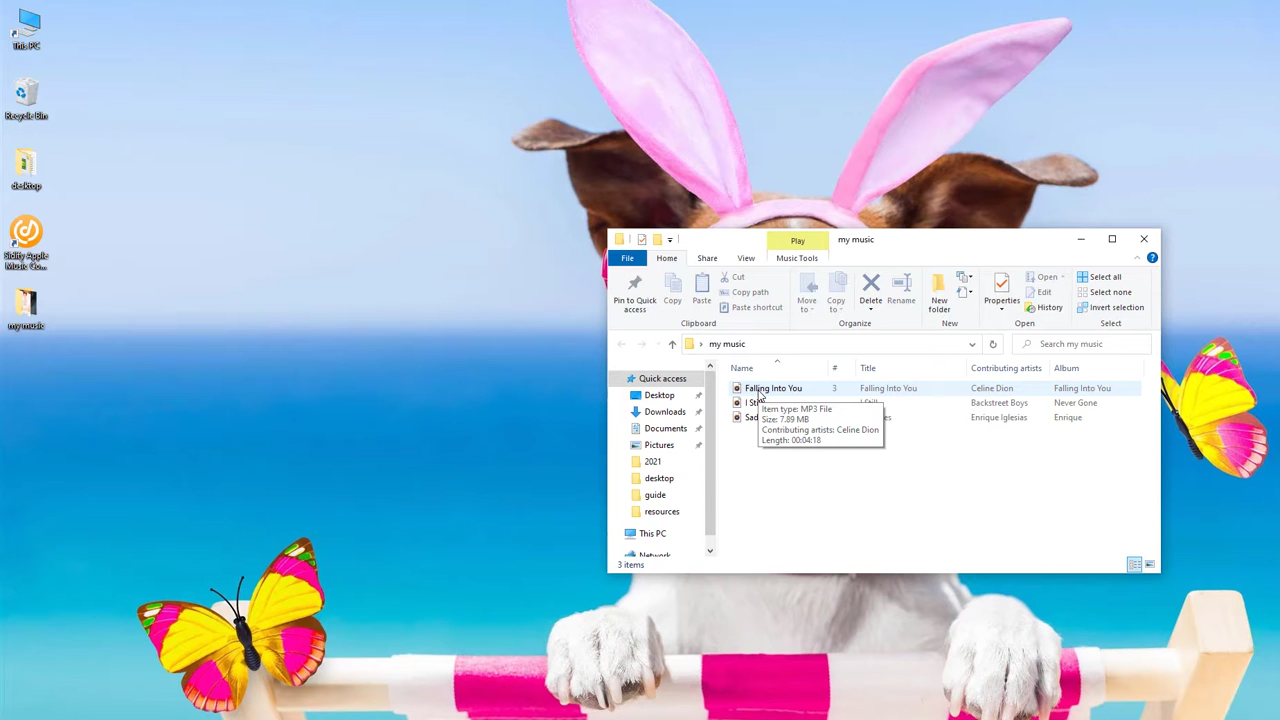 This PC
Recycle Bin
desktop
Sidify Apple
Music Co...
my music
Play
my music
File
Home
Share
View
Music Tools
Pin to Quick
access
Copy
Paste
Cut
Copy path
Paste shortcut
Move
to
Copy
to
Delete
Rename
New
folder
Properties
Open
Edit
History
Select all
Select none
Invert selection
Clipboard
Organize
New
Open
Select
my music
Search my music
Name
#
Title
Contributing artists
Album
Falling Into You
3
Falling Into You
Celine Dion
Falling Into You
I
Backstreet Boys
Never Gone
Sad
Enrique Iglesias
Enrique
Item type: MP3 File
Size: 7.89 MB
Contributing artists: Celine Dion
Length: 00:04:18
Quick access
Desktop
Downloads
Documents
Pictures
2021
desktop
guide
resources
This PC
Network
3 items